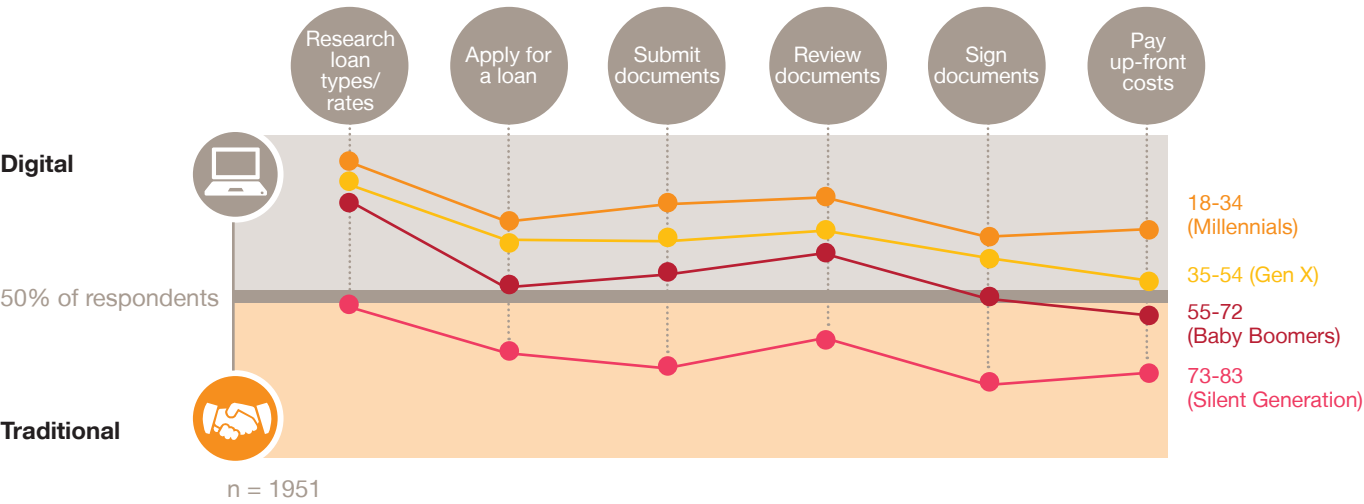 Research
loan
types/
rates
Apply for
a loan
Submit
documents
Review
documents
Sign
documents
Pay
up-front
costs
Digital
18-34
(Millennials)
35-54 (Gen X)
50% of respondents
55-72
(Baby Boomers)
73-83
(Silent Generation)
Traditional
n = 1951